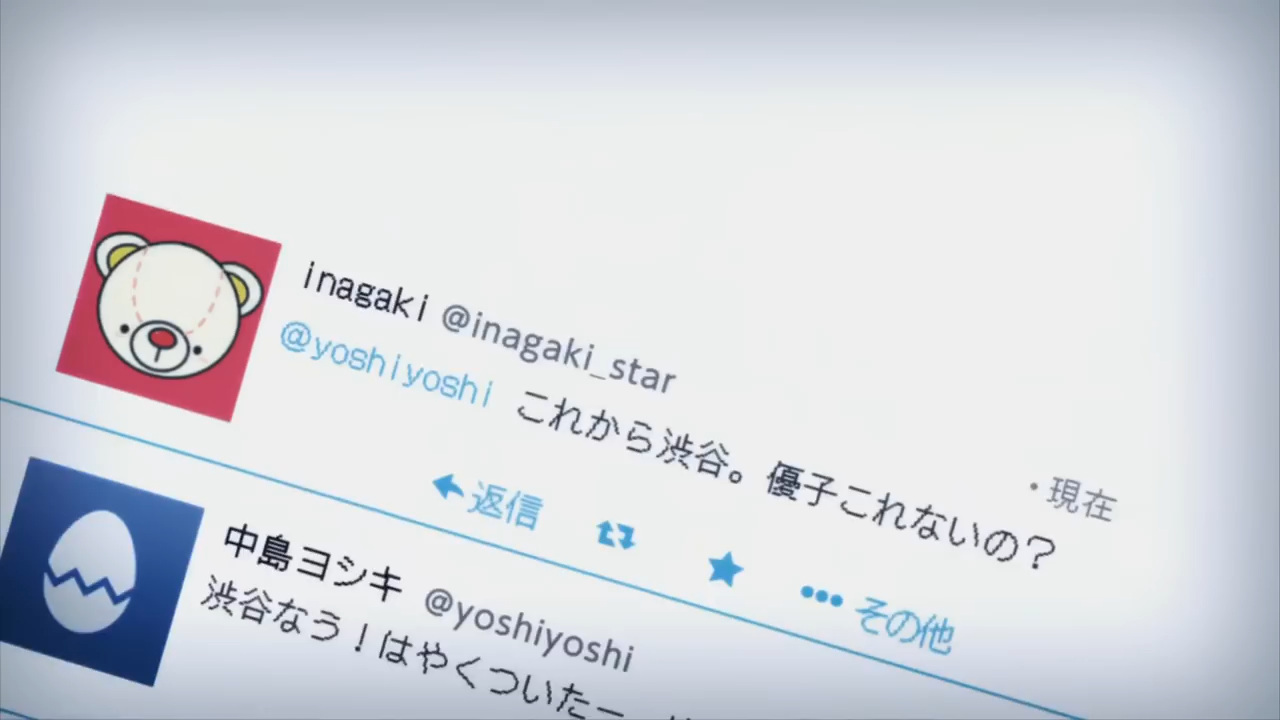 inagaki @inagaki_star
・現在
@yoshiyoshi これから渋谷。優子これないの？
返信 その他
中島ヨシキ @yoshiyoshi
渋谷なう！はやくついたー